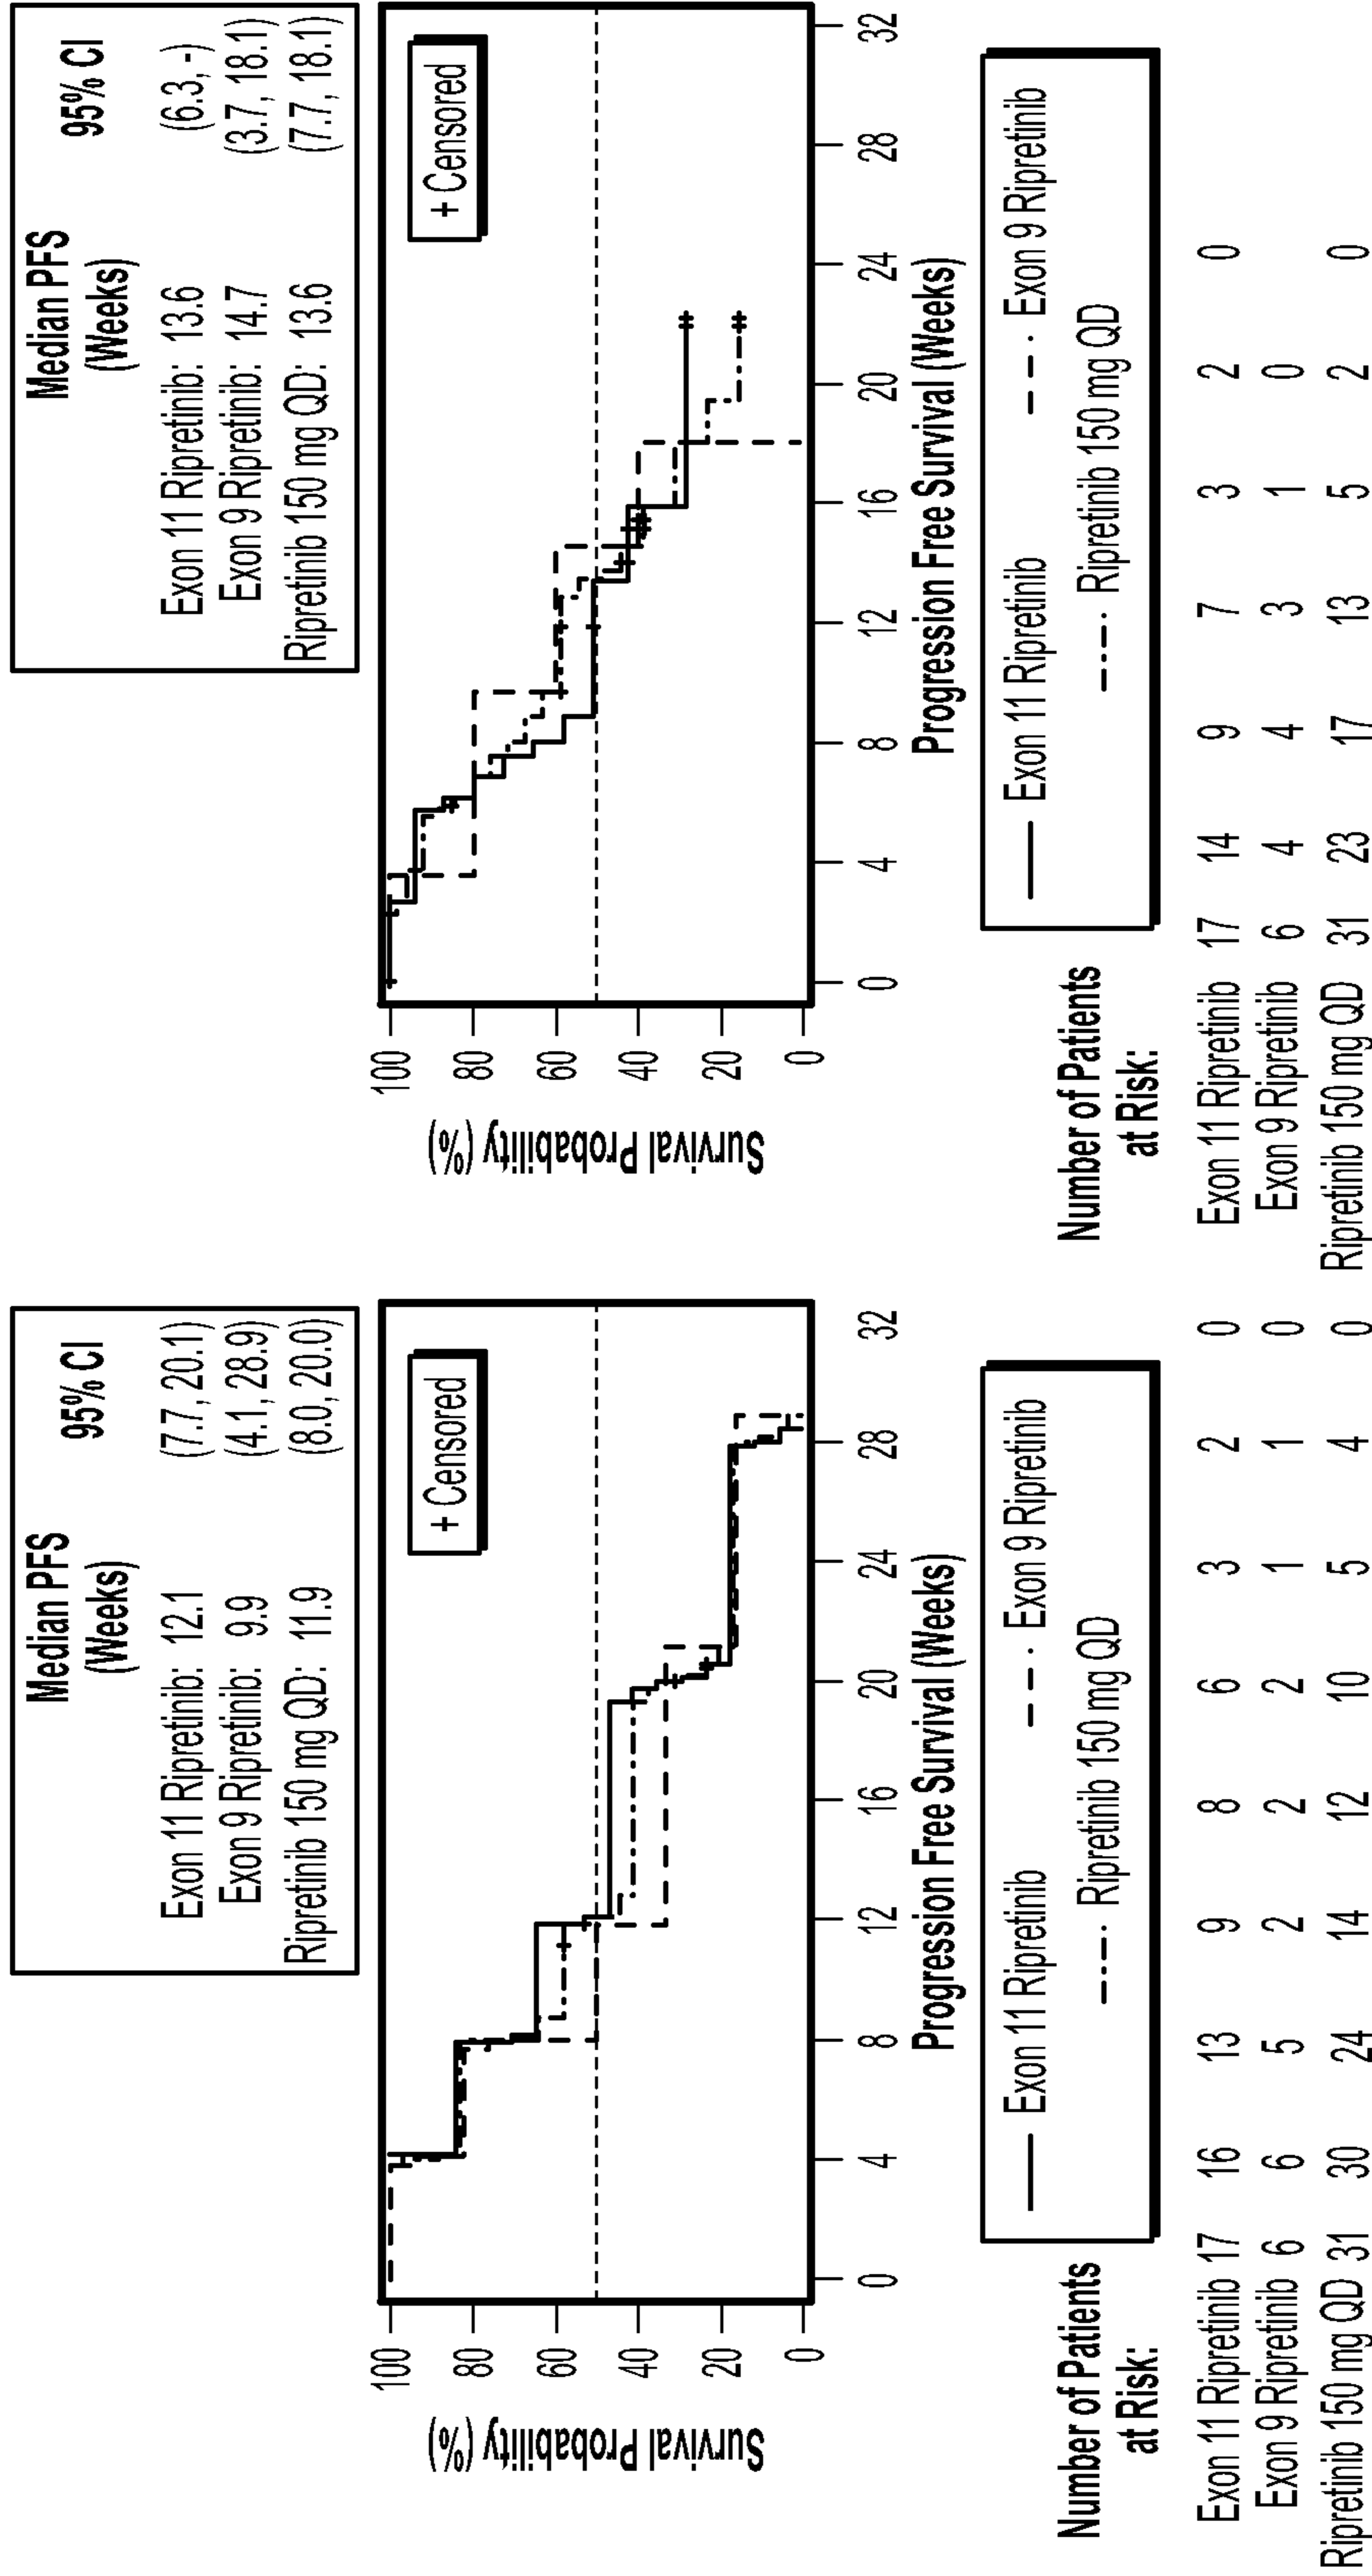 Median PFS 95% CI
(Weeks)
Exon 11 Ripretinib: 12.1 (7.7, 20.1)
Exon 9 Ripretinib: 9.9 (4.1, 28.9)
Ripretinib 150 mg QD: 11.9 (8.0, 20.0)
+ Censored
Survival Probability (%)
100
80
60
40
20
0
0 4 8 12 16 20 24 28 32
Progression Free Survival (Weeks)
Exon 11 Ripretinib Exon 9 Ripretinib
Ripretinib 150 mg QD
Number of Patients
at Risk:
Exon 11 Ripretinib 17 16 13 9 8 6 3 2 0
Exon 9 Ripretinib 6 6 5 2 2 2 1 1 0
Ripretinib 150 mg QD 31 30 24 14 12 10 5 4 0
Median PFS 95% CI
(Weeks)
Exon 11 Ripretinib: 13.6 (6.3, -)
Exon 9 Ripretinib: 14.7 (3.7, 18.1)
Ripretinib 150 mg QD: 13.6 (7.7, 18.1)
+ Censored
Survival Probability (%)
100
80
60
40
20
0
0 4 8 12 16 20 24 28 32
Progression Free Survival (Weeks)
Exon 11 Ripretinib Exon 9 Ripretinib
Ripretinib 150 mg QD
Number of Patients
at Risk:
Exon 11 Ripretinib 17 14 9 7 3 2 0
Exon 9 Ripretinib 6 4 4 3 1 0
Ripretinib 150 mg QD 31 23 17 13 5 2 0